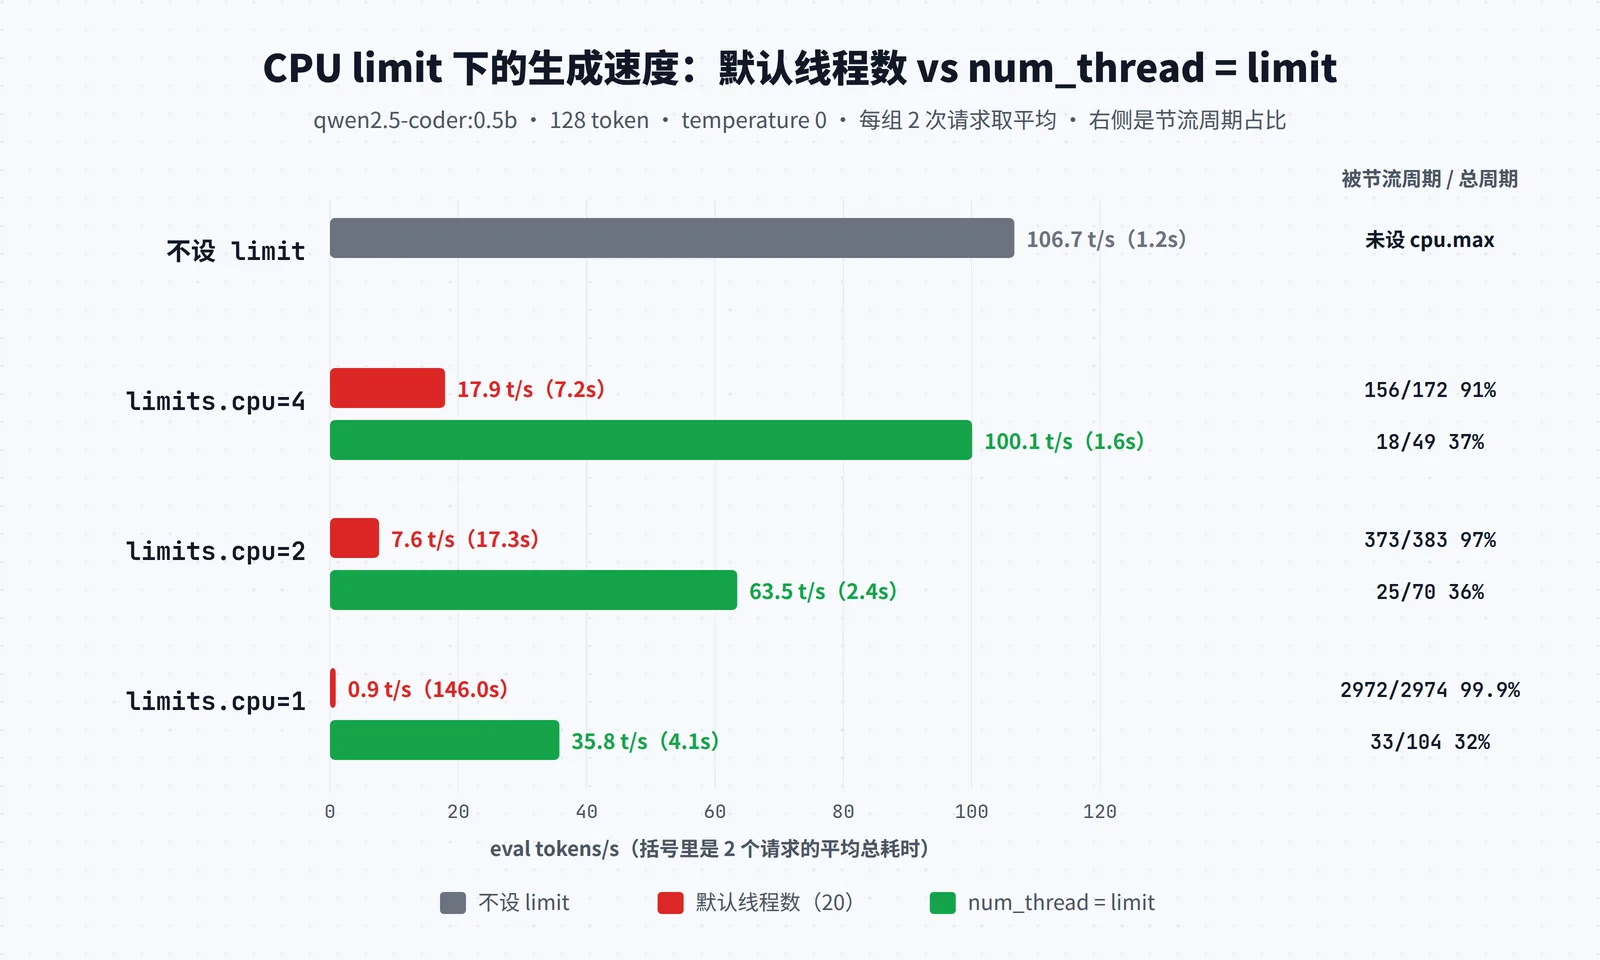 CPU limit 下的生成速度：默认线程数 vs num_thread = limit
qwen2.5-coder:0.5b • 128 token • temperature 0 • 每组 2 次请求取平均 • 右侧是节流周期占比
被节流周期 / 总周期
不设 limit
106.7 t/s（1.2s）
未设 cpu.max
limits.cpu=4
17.9 t/s（7.2s）
156/172 91%
100.1 t/s（1.6s）
18/49 37%
limits.cpu=2
7.6 t/s（17.3s）
373/383 97%
63.5 t/s（2.4s）
25/70 36%
limits.cpu=1
0.9 t/s（146.0s）
2972/2974 99.9%
35.8 t/s（4.1s）
33/104 32%
0 20 40 60 80 100 120
eval tokens/s（括号里是 2 个请求的平均总耗时）
不设 limit
默认线程数（20）
num_thread = limit